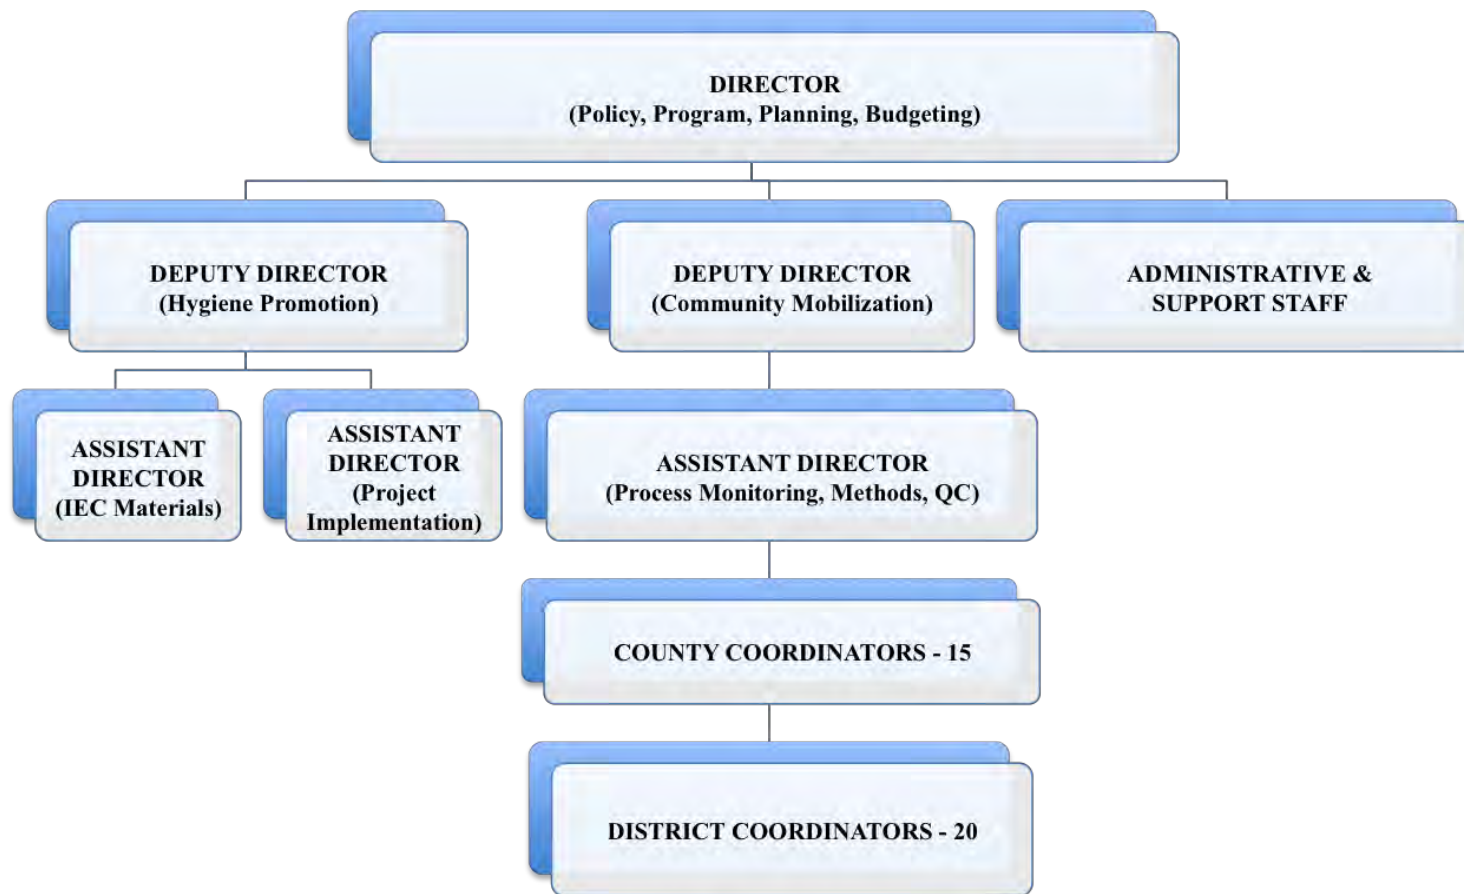 DIRECTOR
(Policy, Program, Planning, Budgeting)
DEPUTY DIRECTOR
(Hygiene Promotion)
DEPUTY DIRECTOR
(Community Mobilization)
ADMINISTRATIVE &
SUPPORT STAFF
ASSISTANT
DIRECTOR
(IEC Materials)
ASSISTANT
DIRECTOR
(Project
Implementation)
ASSISTANT DIRECTOR
(Process Monitoring, Methods, QC)
COUNTY COORDINATORS - 15
DISTRICT COORDINATORS - 20